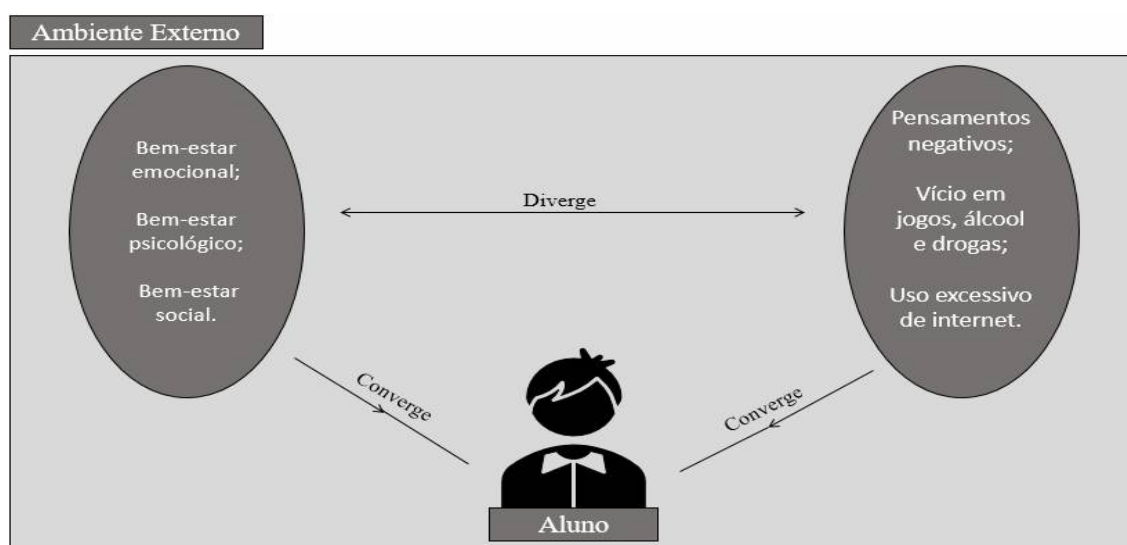 Ambiente Externo
Bem-estar
emocional;
Bem-estar
psicológico;
Bem-estar
social.
Diverge
Pensamentos
negativos;
Vício em
jogos, álcool
e drogas;
Uso excessivo
de internet.
Converge
Converge
Aluno